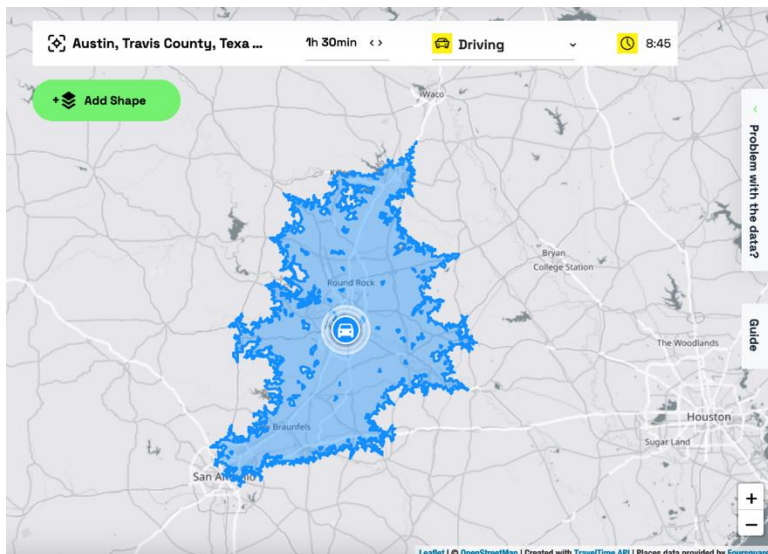 Austin, Travis County, Texa ...
1h 30min
Driving
8:45
+ Add Shape
Waco
Problem with the data?
Bryan
College Station
Round Rock
Guide
The Woodlands
Houston
Braunfels
Sugar Land
San
+
−
Leaflet | © OpenStreetMap | Created with TravelTime API | Places data provided by Foursquare